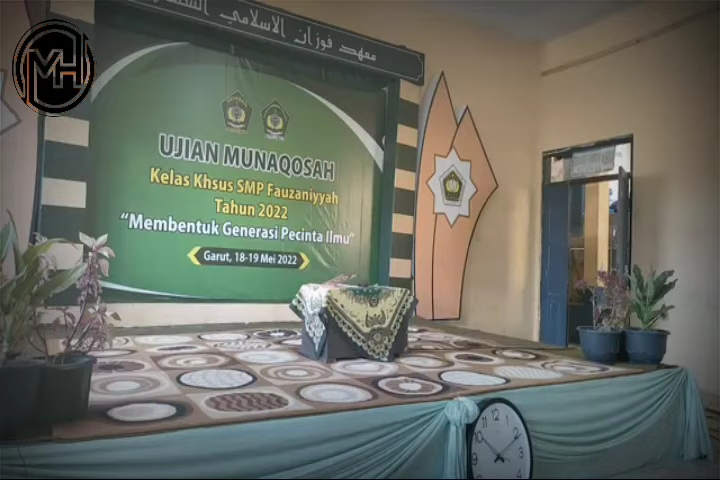 MH
معهد فوزان الاسلامي
UJIAN MUNAQOSAH
Kelas Khsus SMP Fauzaniyyah
Tahun 2022
"Membentuk Generasi Pecinta Ilmu"
Garut, 18-19 Mei 2022